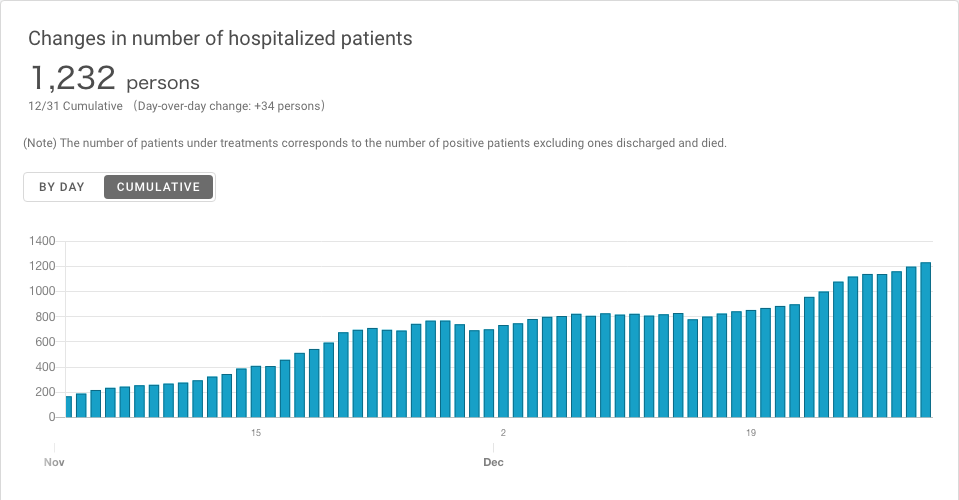 Changes in number of hospitalized patients
1,232 persons
12/31 Cumulative （Day-over-day change: +34 persons）
(Note) The number of patients under treatments corresponds to the number of positive patients excluding ones discharged and died.
BY DAY CUMULATIVE
1400
1200
1000
800
600
400
200
0
15 2 19
Nov Dec